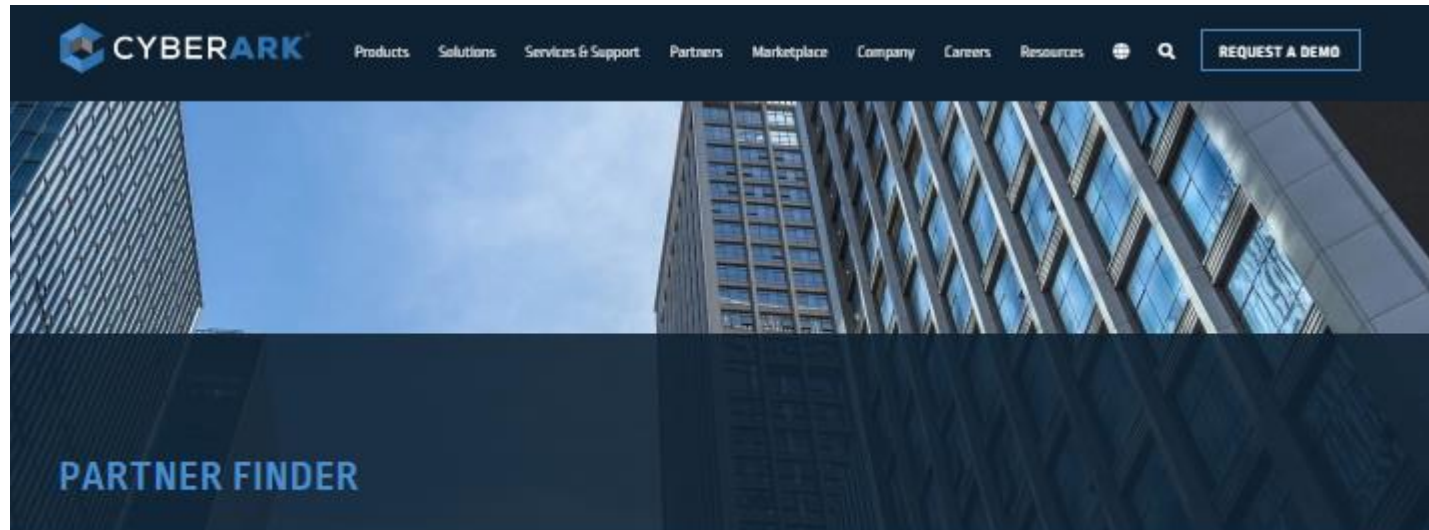 CYBERARK
Products Solutions Services & Support Partners Marketplace Company Careers Resources REQUEST A DEMO
PARTNER FINDER